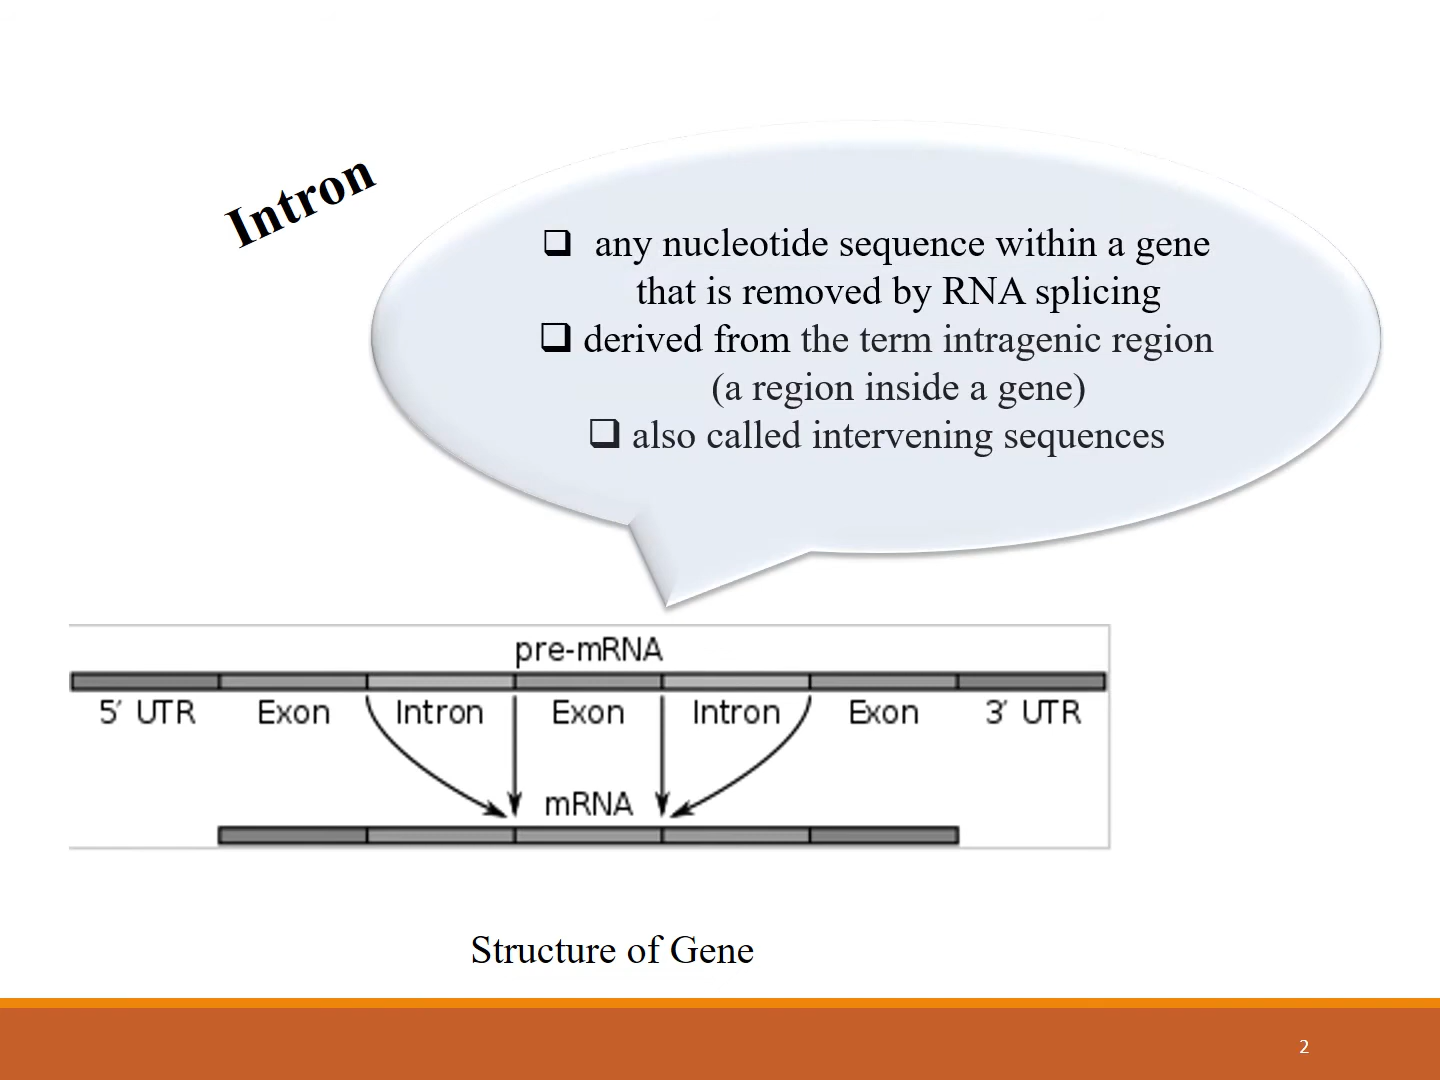 Intron
❑ any nucleotide sequence within a gene
that is removed by RNA splicing
❑ derived from the term intragenic region
(a region inside a gene)
❑ also called intervening sequences
pre-mRNA
5′ UTR Exon Intron Exon Intron Exon 3′ UTR
mRNA
Structure of Gene
2